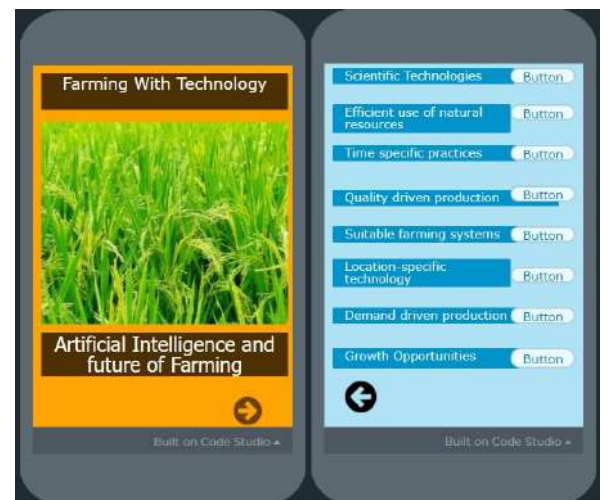 Farming With Technology
Artificial Intelligence and
future of Farming
Built on Code Studio
Scientific Technologies
Button
Efficient use of natural
resources
Button
Time specific practices
Button
Quality driven production
Button
Suitable farming systems
Button
Location-specific
technology
Button
Demand driven production
Button
Growth Opportunities
Button
Built on Code Studio